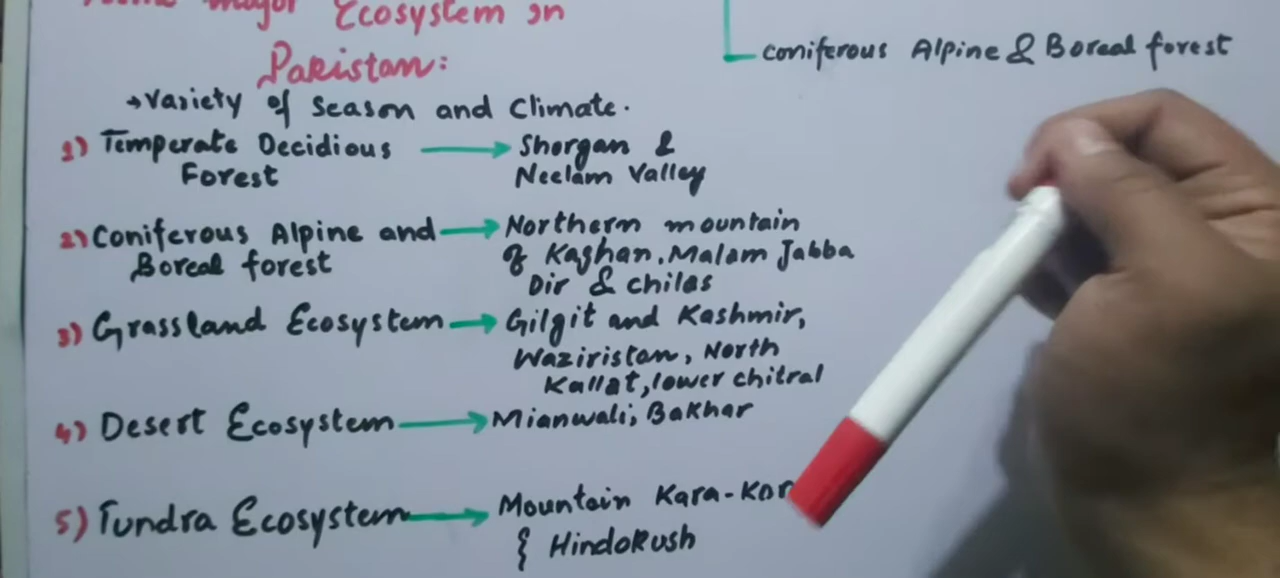 major Ecosystem in
Pakistan:
coniferous Alpine & Boreal forest
→ Variety of Season and Climate.
1) Temperate Decidious → Shorgan &
Forest Neelam Valley
2) Coniferous Alpine and → Northern mountain
Boreal forest of Kaghan, Malam Jabba
Dir & chilas
3) Grassland Ecosystem → Gilgit and Kashmir,
Waziristan, North
Kallat, lower chitral
4) Desert Ecosystem → Mianwali, Bakhar
5) Tundra Ecosystem → Mountain Kara-Kor
& HindoKush